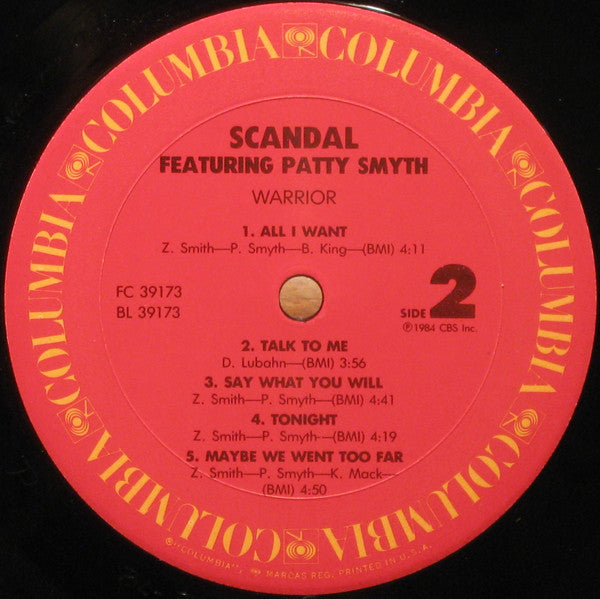 COLUMBIA COLUMBIA COLUMBIA COLUMBIA COLUMBIA COLUMBIA
SCANDAL
FEATURING PATTY SMYTH
WARRIOR
1. ALL I WANT
Z. Smith—P. Smyth—B. King—(BMI) 4:11
FC 39173
BL 39173
SIDE 2
℗1984 CBS Inc.
2. TALK TO ME
D. Lubahn—(BMI) 3:56
3. SAY WHAT YOU WILL
Z. Smith—P. Smyth—(BMI) 4:41
4. TONIGHT
Z. Smith—P. Smyth—(BMI) 4:19
5. MAYBE WE WENT TOO FAR
Z. Smith—P. Smyth—K. Mack—
(BMI) 4:50
®"COLUMBIA", MARCAS REG. PRINTED IN U.S.A.